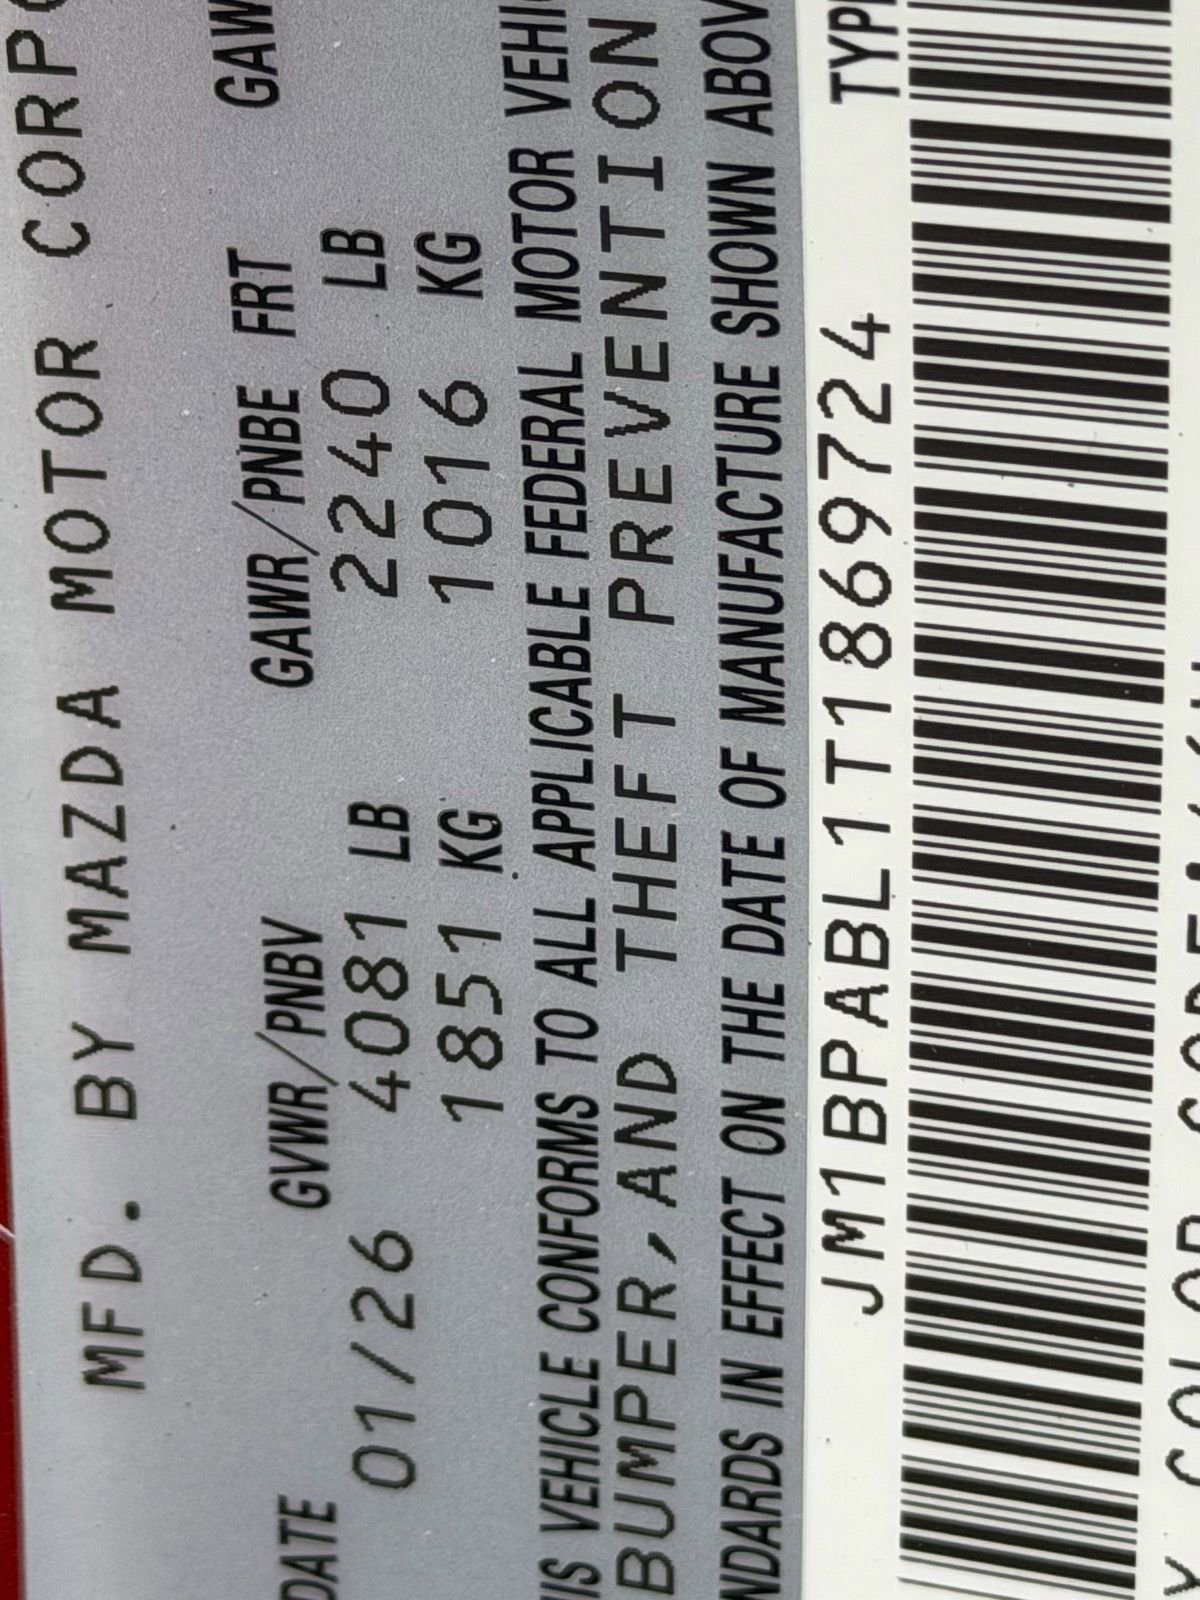 MFD. BY MAZDA MOTOR CORPO
DATE GVWR/PNBV GAWR/PNBE FRT GAW
01/26 4081 LB 2240 LB
1851 KG 1016 KG
IS VEHICLE CONFORMS TO ALL APPLICABLE FEDERAL MOTOR VEHIC
BUMPER, AND THEFT PREVENTION
NDARDS IN EFFECT ON THE DATE OF MANUFACTURE SHOWN ABOV
JM1BPABL1T1869724 TYP